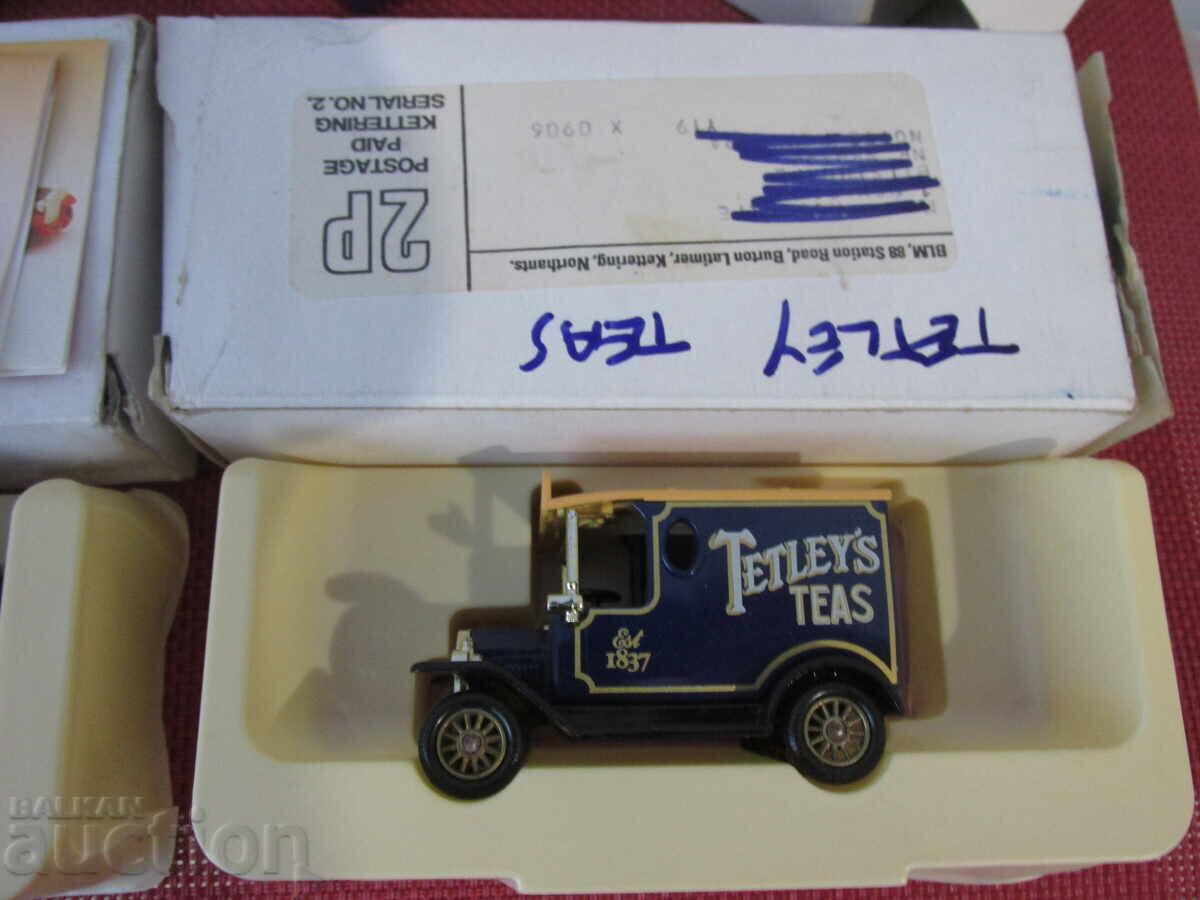 2P
POSTAGE
PAID
KETTERING
SERIAL NO. 2.
BLM, 88 Station Road, Burton Latimer, Kettering, Northants.
X 0906
TETLEY TEAS
TETLEY'S
TEAS
Est
1837
BALKAN
auction